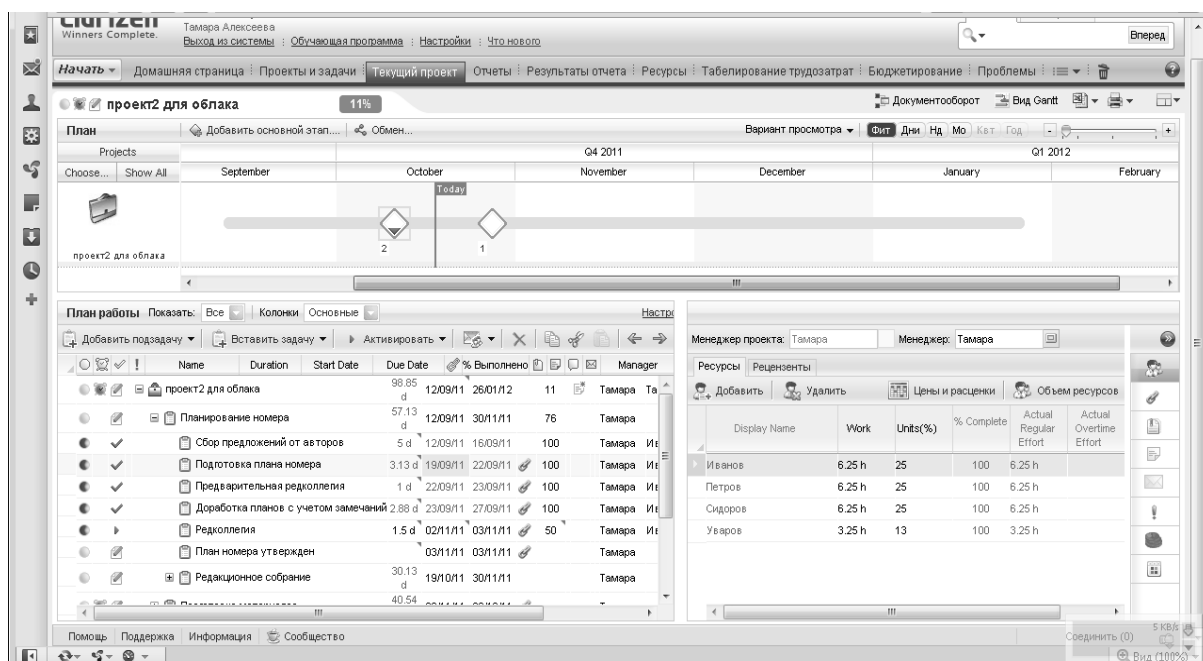 clarizen
Тамара Алексеева
Winners Complete.
Выход из системы : Обучающая программа : Настройки : Что нового
Вперед
Начать
Домашняя страница Проекты и задачи Текущий проект Отчеты Результаты отчета Ресурсы Табелирование трудозатрат Бюджетирование Проблемы
проект2 для облака 11% Документооборот Вид Gantt
План Добавить основной этап.... Обмен... Вариант просмотра Фит Дни Нд Мо Квт Год
Projects Q4 2011 Q1 2012
Choose... Show All September October November December January February
Today
2 1
проект2 для облака
План работы Показать: Все Колонки Основные
Добавить подзадачу Вставить задачу Активировать
Name Duration Start Date Due Date % Выполнено Manager
проект2 для облака 98.85 d 12/09/11 26/01/12 11 Тамара Та
Планирование номера 57.13 d 12/09/11 30/11/11 76 Тамара
Сбор предложений от авторов 5 d 12/09/11 16/09/11 100 Тамара
Подготовка плана номера 3.13 d 19/09/11 22/09/11 100 Тамара
Предварительная редколлегия 1 d 22/09/11 23/09/11 100 Тамара
Доработка планов с учетом замечаний 2.88 d 23/09/11 27/09/11 100 Тамара
Редколлегия 1.5 d 02/11/11 03/11/11 50 Тамара
План номера утвержден 03/11/11 03/11/11 Тамара
Редакционное собрание 30.13 d 19/10/11 30/11/11 Тамара
40.54
Менеджер проекта: Тамара Менеджер: Тамара
Ресурсы Рецензенты
Добавить Удалить Цены и расценки Объем ресурсов
Display Name Work Units(%) % Complete Actual Regular Effort Actual Overtime Effort
Иванов 6.25 h 25 100 6.25 h
Петров 6.25 h 25 100 6.25 h
Сидоров 6.25 h 25 100 6.25 h
Уваров 3.25 h 13 100 3.25 h
Помощь Поддержка Информация Сообщество
Соединить (0)
5 KB/s
Вид (100%)